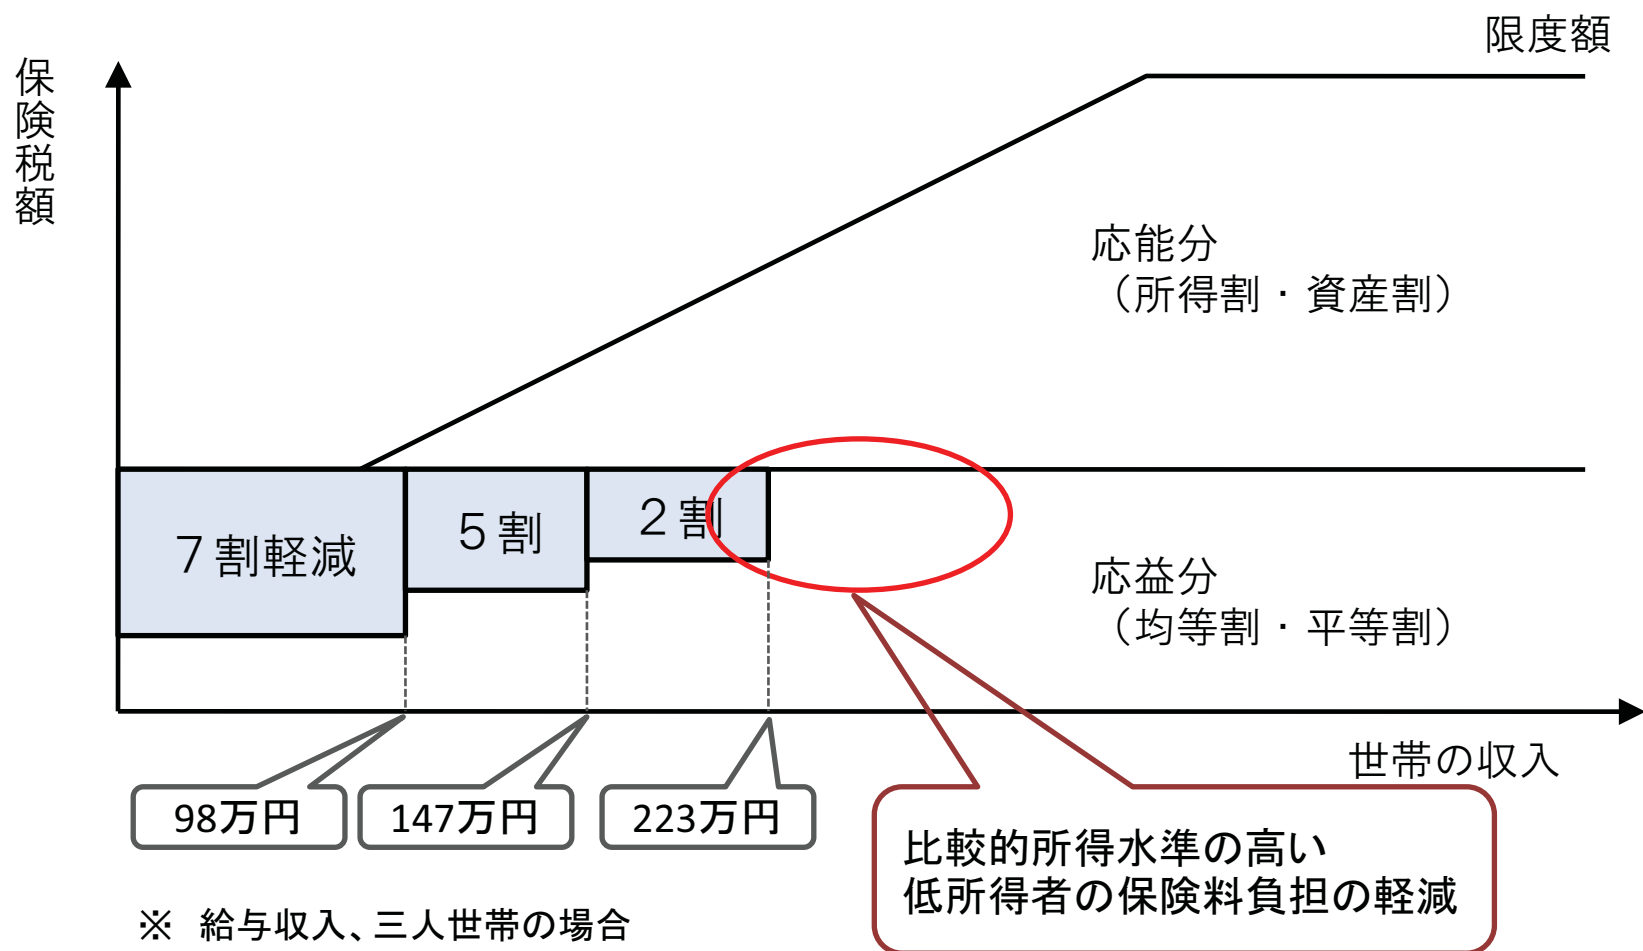 限度額
保険税額
応能分
（所得割・資産割）
７割軽減
５割
２割
応益分
（均等割・平等割）
世帯の収入
98万円
147万円
223万円
比較的所得水準の高い
低所得者の保険料負担の軽減
※　給与収入、三人世帯の場合